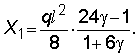 X₁ = ql²/8 · (24γ−1)/(1+6γ).